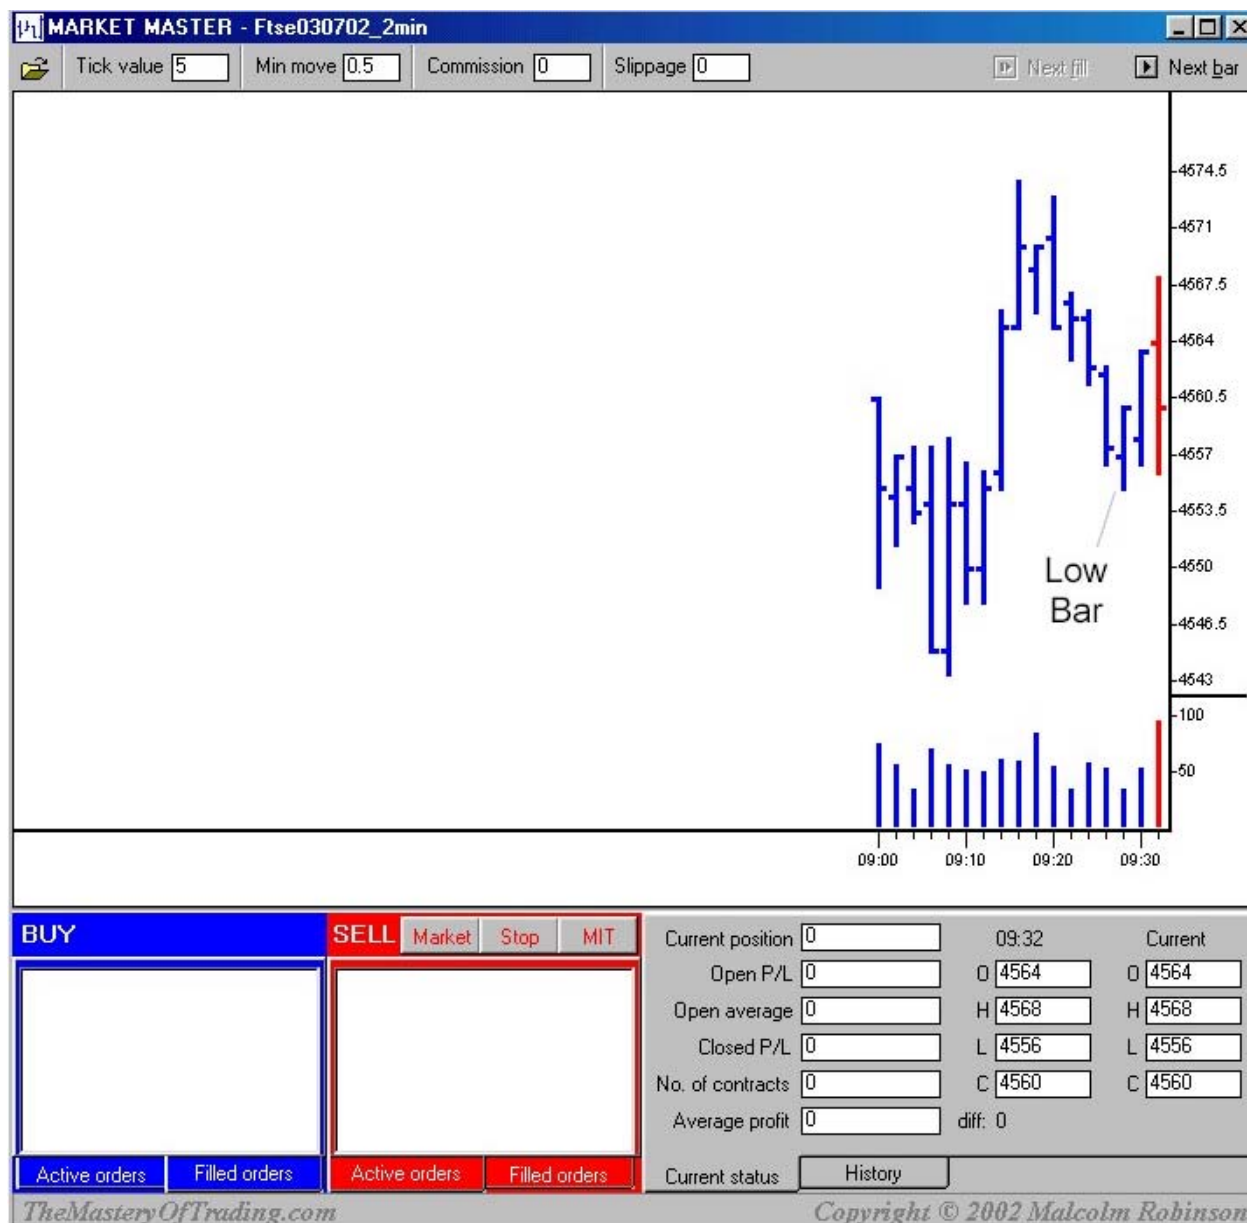 MARKET MASTER - Ftse030702_2min
Tick value 5 Min move 0.5 Commission 0 Slippage 0 Next fill Next bar
4574.5
4571
4567.5
4564
4560.5
4557
4553.5
4550
4546.5
4543
Low
Bar
100
50
09:00 09:10 09:20 09:30
BUY
SELL Market Stop MIT
Active orders Filled orders
Active orders Filled orders
Current position 0 09:32 Current
Open P/L 0 O 4564 O 4564
Open average 0 H 4568 H 4568
Closed P/L 0 L 4556 L 4556
No. of contracts 0 C 4560 C 4560
Average profit 0 diff: 0
Current status History
TheMasteryOfTrading.com Copyright © 2002 Malcolm Robinson